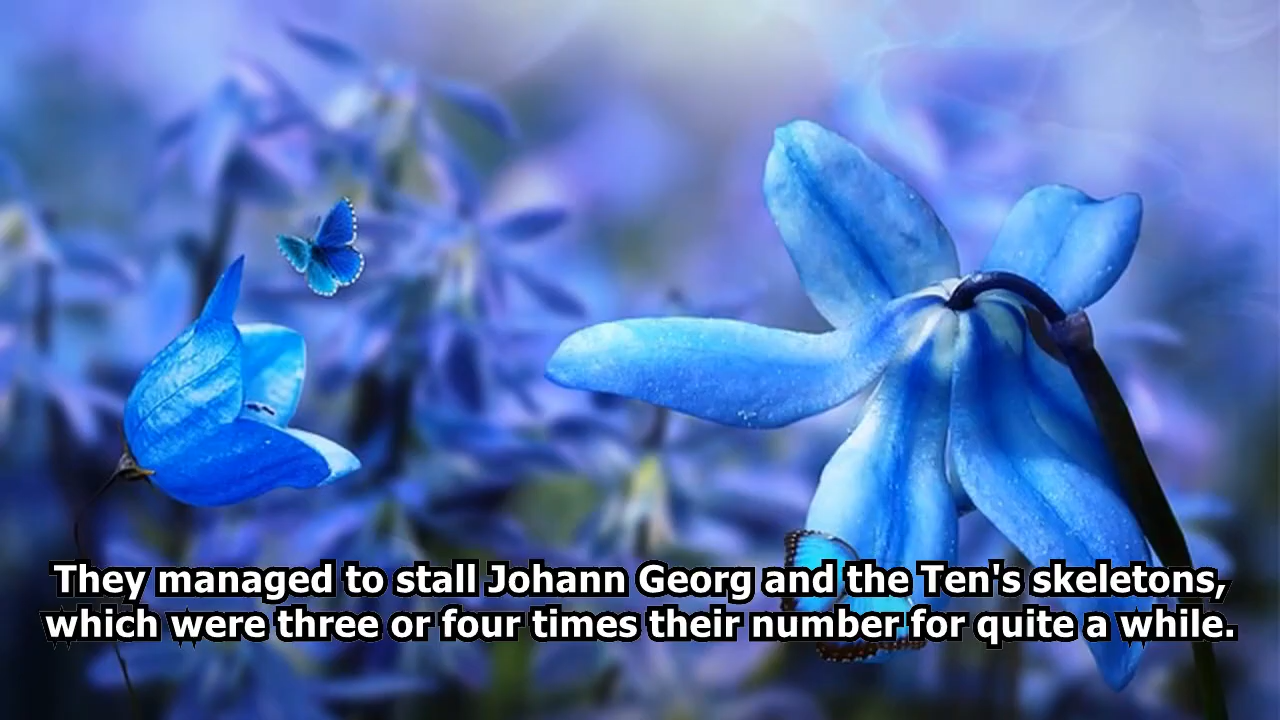 They managed to stall Johann Georg and the Ten's skeletons,
which were three or four times their number for quite a while.